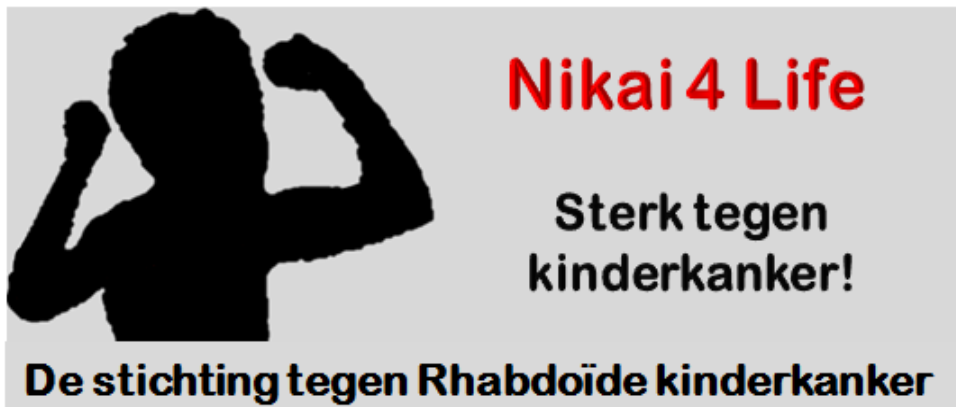 Nikai 4 Life
Sterk tegen
kinderkanker!
De stichting tegen Rhabdoïde kinderkanker